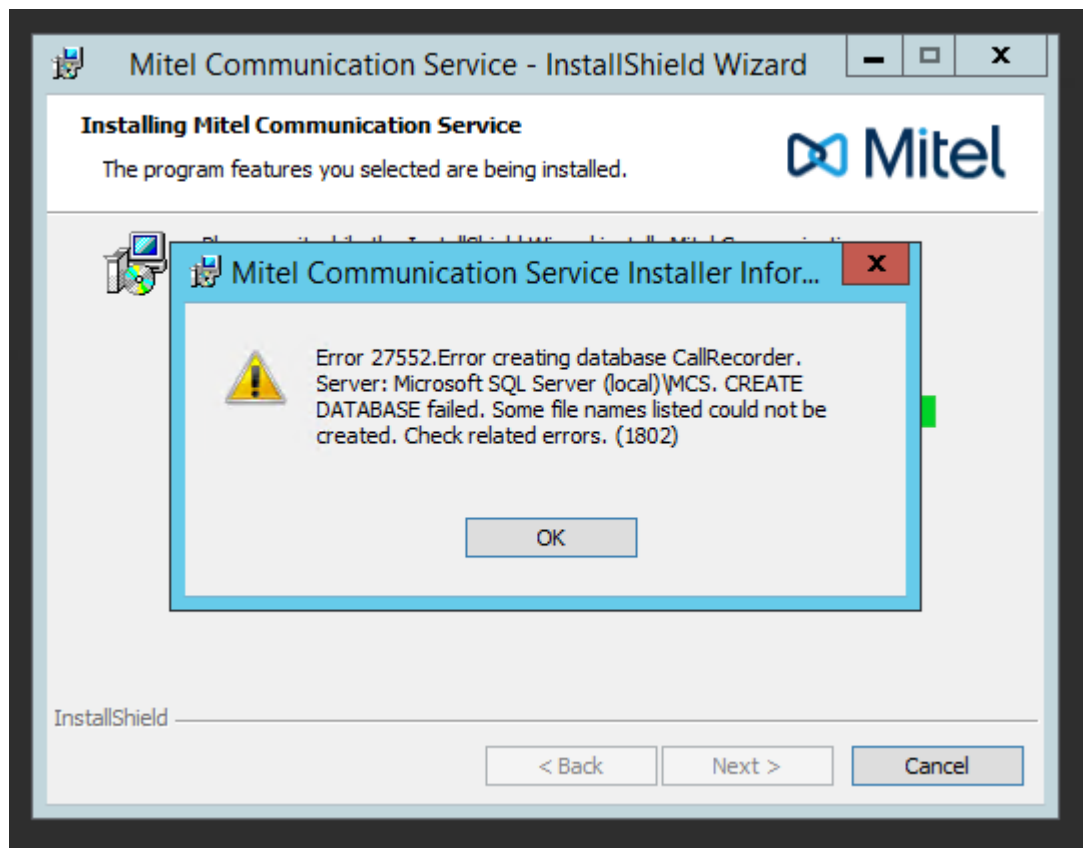 Mitel Communication Service - InstallShield Wizard
Installing Mitel Communication Service
The program features you selected are being installed.
Mitel
Mitel Communication Service Installer Infor...
Error 27552.Error creating database CallRecorder.
Server: Microsoft SQL Server (local)\MCS. CREATE
DATABASE failed. Some file names listed could not be
created. Check related errors. (1802)
OK
InstallShield
< Back
Next >
Cancel